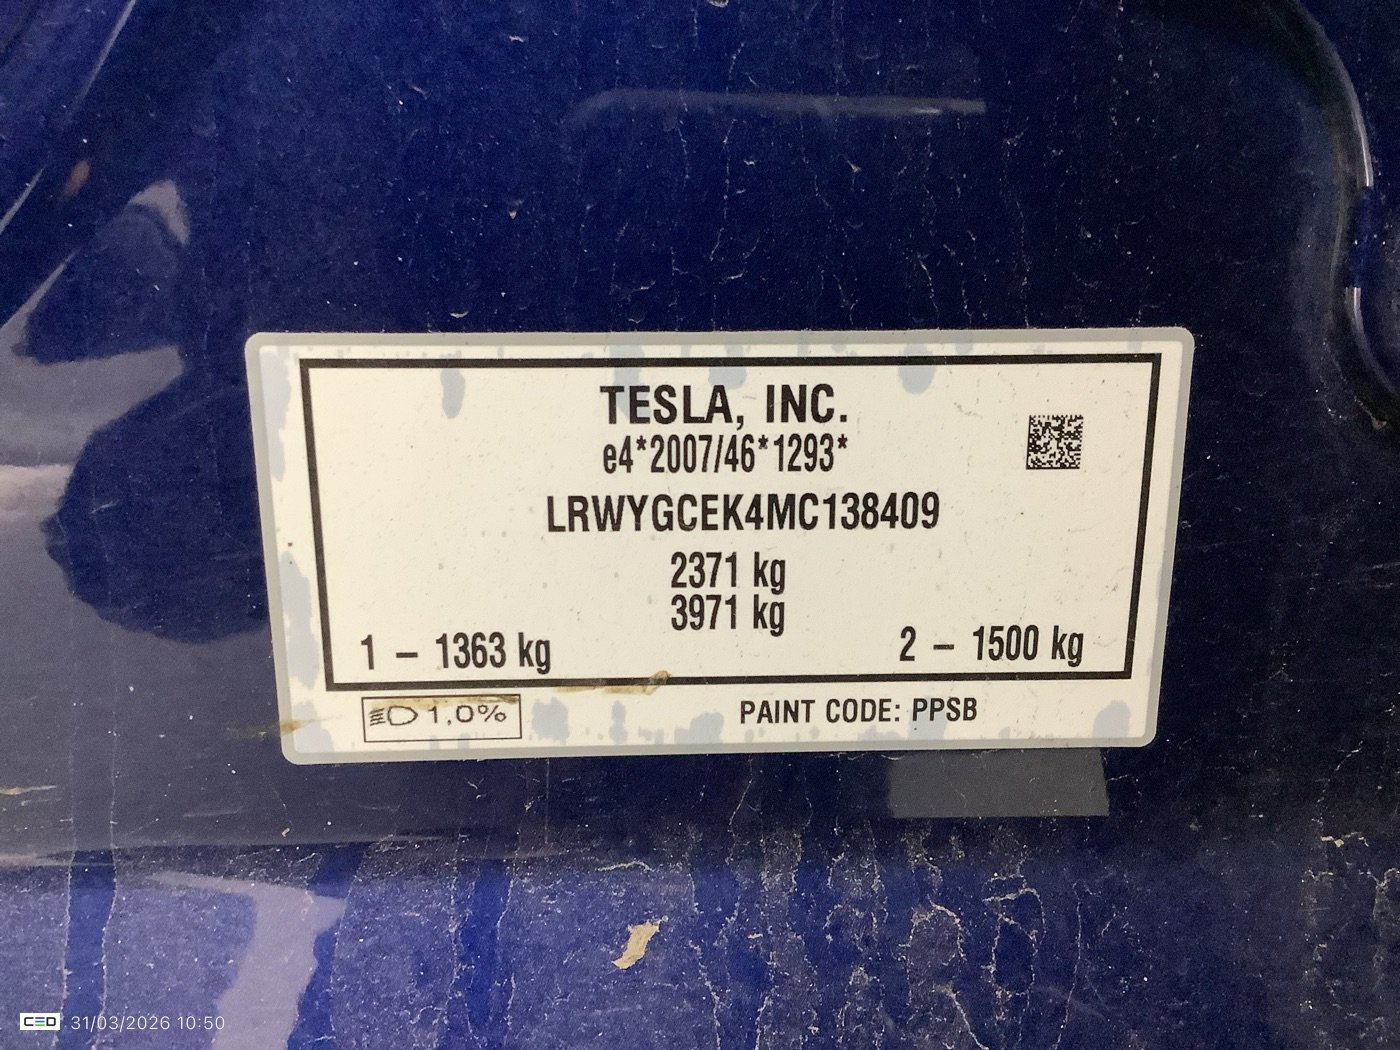 TESLA, INC.
e4*2007/46*1293*
LRWYGCEK4MC138409
2371 kg
3971 kg
1 – 1363 kg
2 – 1500 kg
1,0%
PAINT CODE: PPSB
CED 31/03/2026 10:50